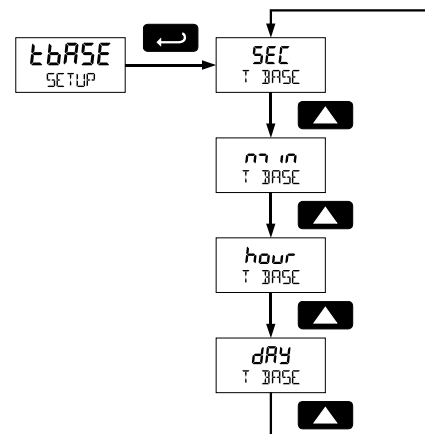 tbASE
SETUP
SEC
T BASE
min
T BASE
hour
T BASE
dAY
T BASE